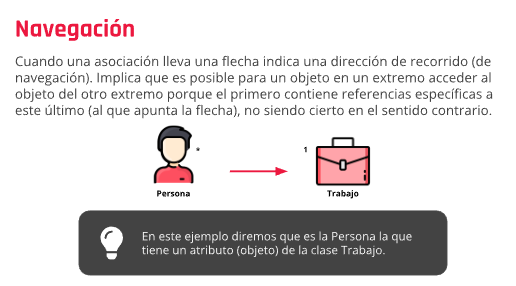 Navegación
Cuando una asociación lleva una flecha indica una dirección de recorrido (de
navegación). Implica que es posible para un objeto en un extremo acceder al
objeto del otro extremo porque el primero contiene referencias específicas a
este último (al que apunta la flecha), no siendo cierto en el sentido contrario.
* 1
Persona Trabajo
En este ejemplo diremos que es la Persona la que
tiene un atributo (objeto) de la clase Trabajo.